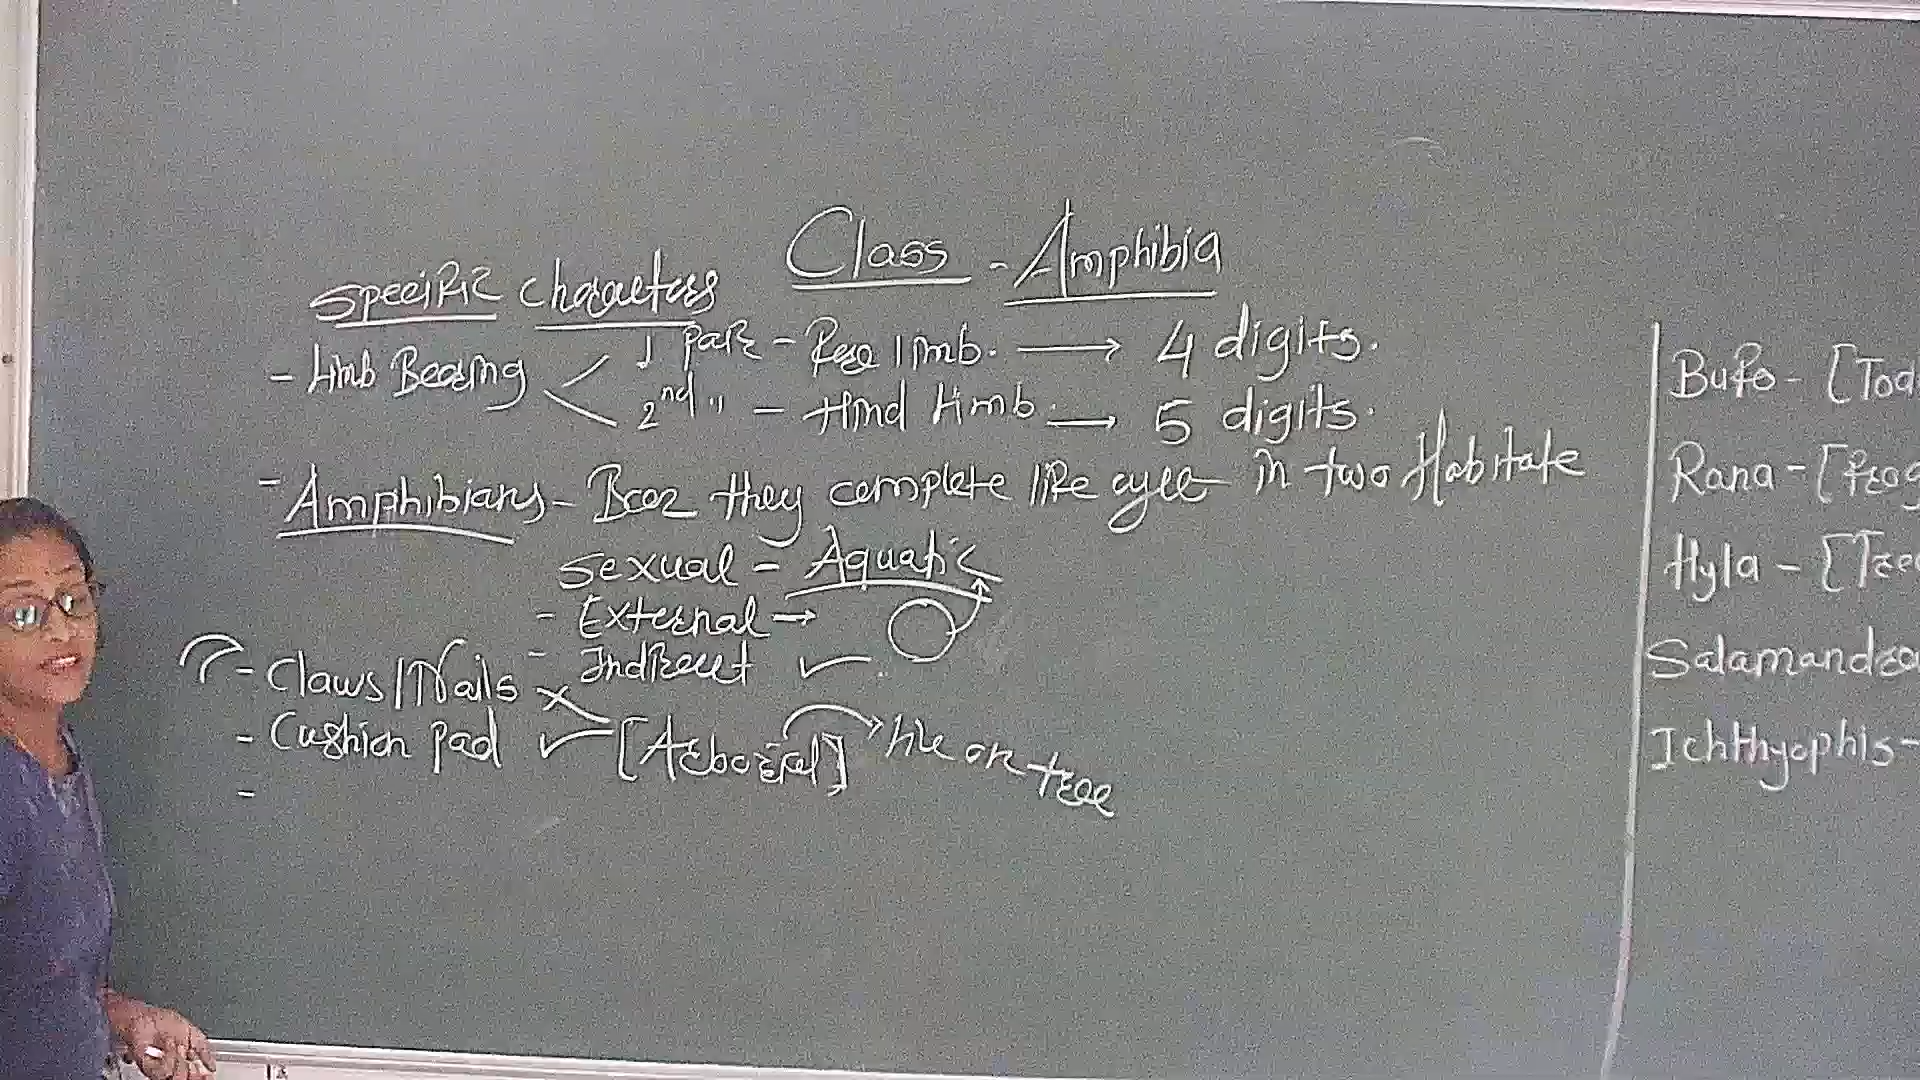 Class - Amphibia
Specific characters
- Limb Bearing
1 pair - Fore limb. → 4 digits.
2nd " - Hind limb. → 5 digits.
- Amphibians - Bcoz they complete life cycle in two Habitate
Sexual - Aquatic
- External →
- Indirect ✓
- Claws/Nails ×
- Cushion pad ✓ [Arboreal] → live on tree
-
Bufo - [Toad
Rana - [frog
Hyla - [Tree
Salamander
Ichthyophis -